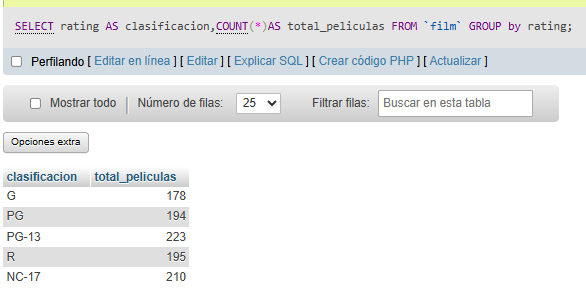 SELECT rating AS clasificacion,COUNT(*)AS total_peliculas FROM `film` GROUP by rating;
Perfilando [ Editar en línea ] [ Editar ] [ Explicar SQL ] [ Crear código PHP ] [ Actualizar ]
Mostrar todo Número de filas: 25 Filtrar filas: Buscar en esta tabla
Opciones extra
clasificacion total_peliculas
G 178
PG 194
PG-13 223
R 195
NC-17 210